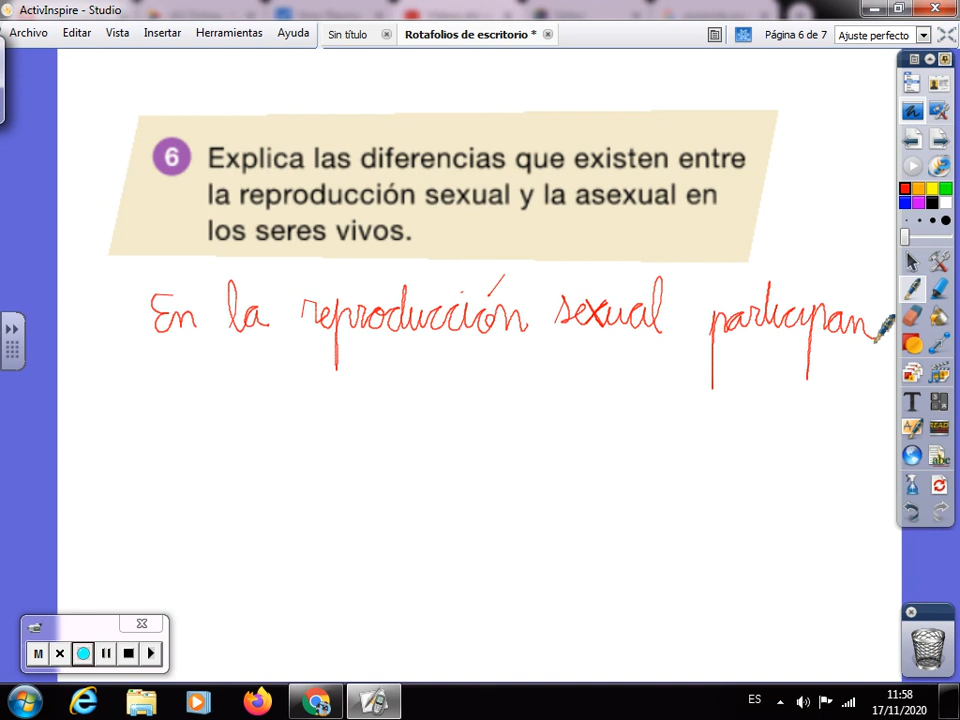 ActivInspire - Studio
Archivo Editar Vista Insertar Herramientas Ayuda Sin título Rotafolios de escritorio * Página 6 de 7 Ajuste perfecto
6 Explica las diferencias que existen entre
la reproducción sexual y la asexual en
los seres vivos.
En la reproducción sexual participan
T
abc
M
ES 11:58
17/11/2020